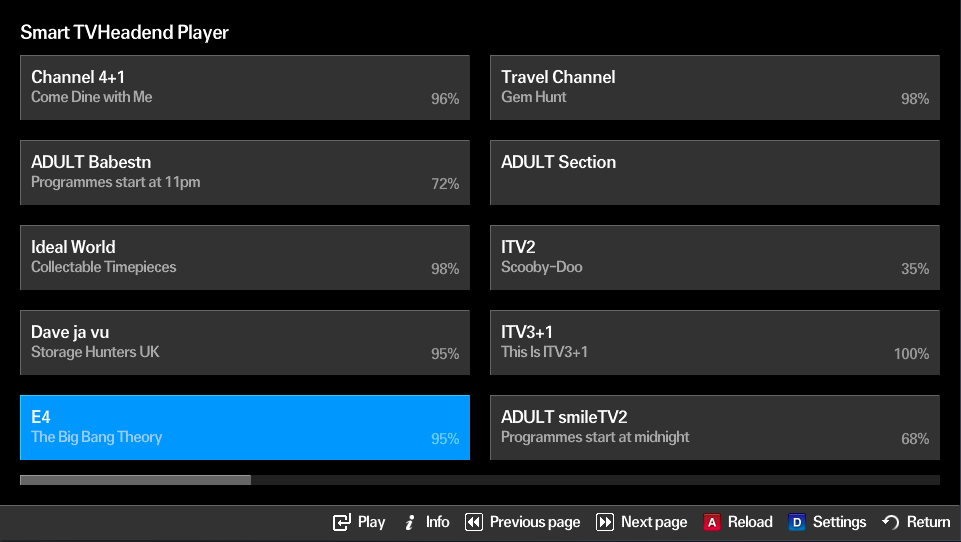 Smart TVHeadend Player
Channel 4+1
Come Dine with Me
96%
Travel Channel
Gem Hunt
98%
ADULT Babestn
Programmes start at 11pm
72%
ADULT Section
Ideal World
Collectable Timepieces
98%
ITV2
Scooby-Doo
35%
Dave ja vu
Storage Hunters UK
95%
ITV3+1
This Is ITV3+1
100%
E4
The Big Bang Theory
95%
ADULT smileTV2
Programmes start at midnight
68%
Play i Info Previous page Next page A Reload D Settings Return